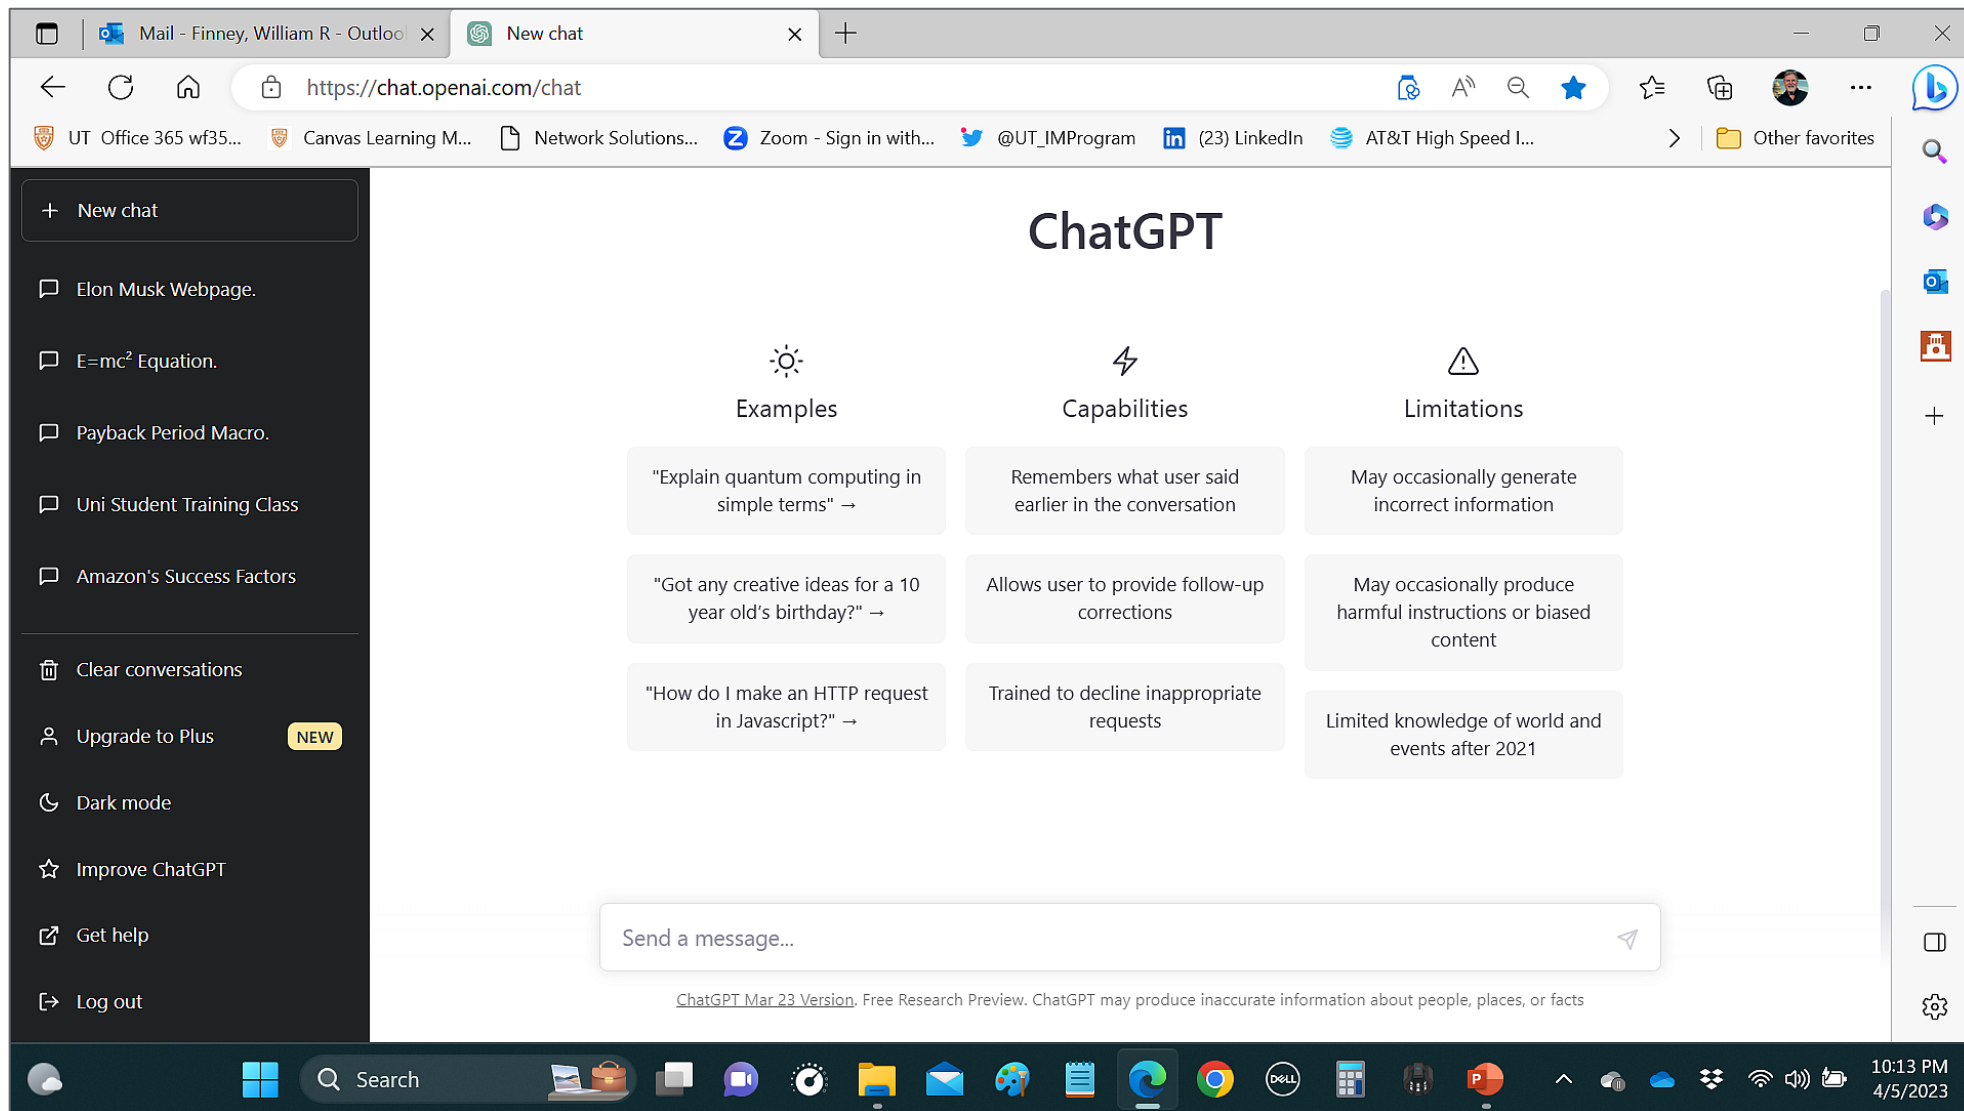 Mail - Finney, William R - Outloo
New chat
https://chat.openai.com/chat
UT Office 365 wf35...
Canvas Learning M...
Network Solutions...
Zoom - Sign in with...
@UT_IMProgram
(23) LinkedIn
AT&T High Speed I...
Other favorites
New chat
Elon Musk Webpage.
E=mc² Equation.
Payback Period Macro.
Uni Student Training Class
Amazon's Success Factors
Clear conversations
Upgrade to Plus NEW
Dark mode
Improve ChatGPT
Get help
Log out
ChatGPT
Examples
"Explain quantum computing in
simple terms" →
"Got any creative ideas for a 10
year old’s birthday?" →
"How do I make an HTTP request
in Javascript?" →
Capabilities
Remembers what user said
earlier in the conversation
Allows user to provide follow-up
corrections
Trained to decline inappropriate
requests
Limitations
May occasionally generate
incorrect information
May occasionally produce
harmful instructions or biased
content
Limited knowledge of world and
events after 2021
Send a message...
ChatGPT Mar 23 Version. Free Research Preview. ChatGPT may produce inaccurate information about people, places, or facts
Search
DELL
10:13 PM
4/5/2023